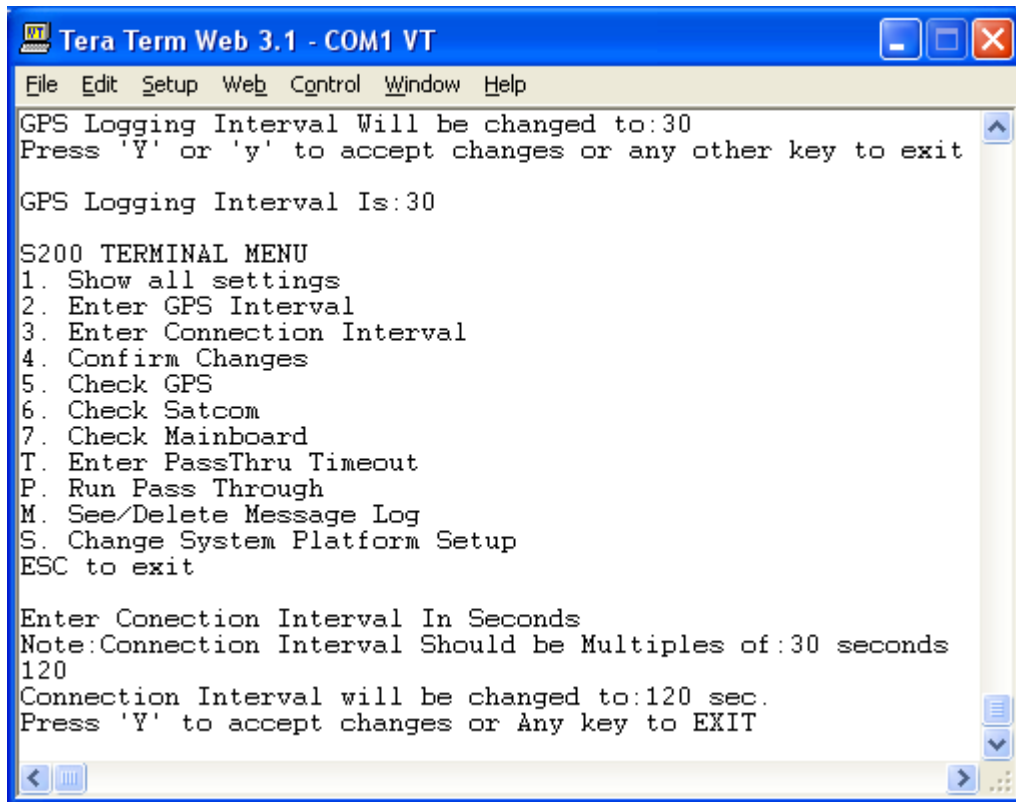 Tera Term Web 3.1 - COM1 VT
File Edit Setup Web Control Window Help
GPS Logging Interval Will be changed to:30
Press 'Y' or 'y' to accept changes or any other key to exit
GPS Logging Interval Is:30
S200 TERMINAL MENU
1. Show all settings
2. Enter GPS Interval
3. Enter Connection Interval
4. Confirm Changes
5. Check GPS
6. Check Satcom
7. Check Mainboard
T. Enter PassThru Timeout
P. Run Pass Through
M. See/Delete Message Log
S. Change System Platform Setup
ESC to exit
Enter Conection Interval In Seconds
Note:Connection Interval Should be Multiples of:30 seconds
120
Connection Interval will be changed to:120 sec.
Press 'Y' to accept changes or Any key to EXIT